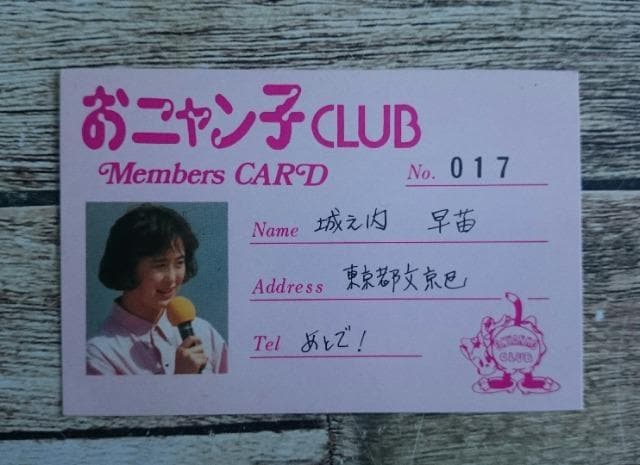 おニャン子CLUB
Members CARD
No. 017
Name 城之内 早苗
Address 東京都文京区
Tel あとで!
CLUB